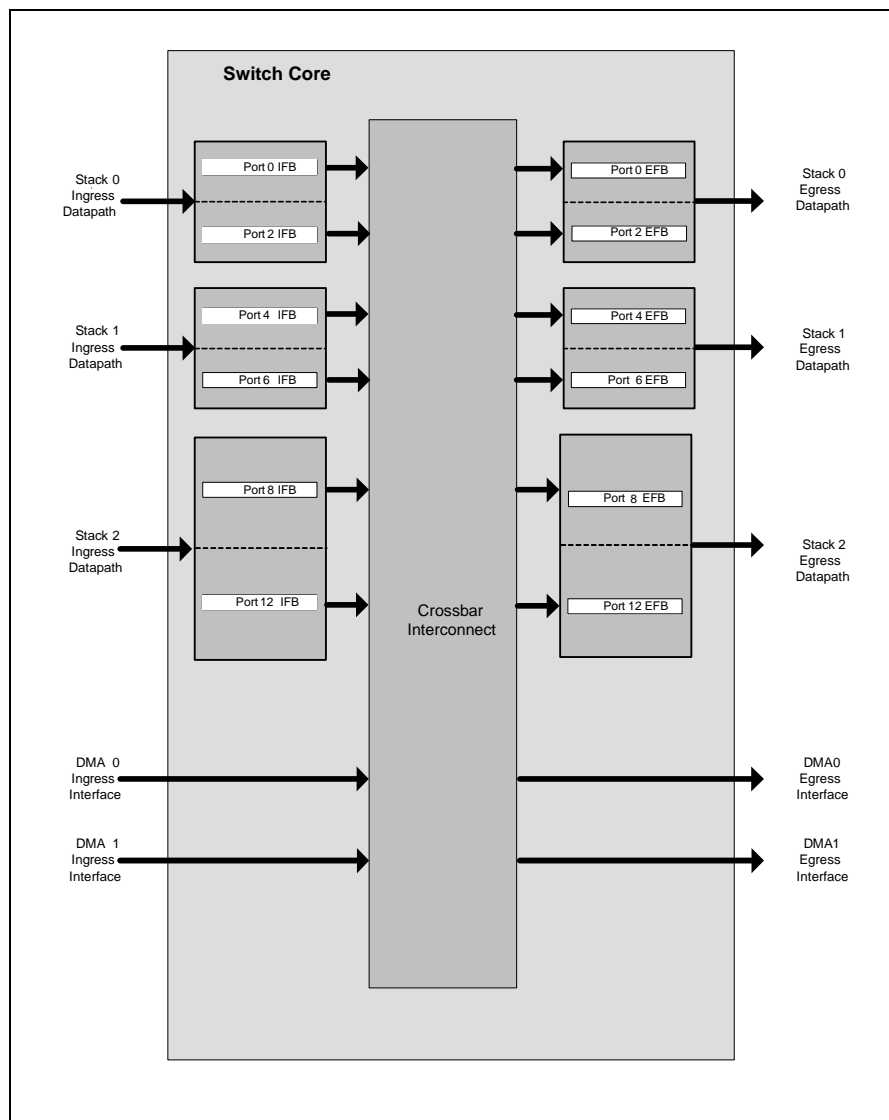 Switch Core
Stack 0
Ingress
Datapath
Port 0 IFB
Port 2 IFB
Port 0 EFB
Port 2 EFB
Stack 0
Egress
Datapath
Stack 1
Ingress
Datapath
Port 4 IFB
Port 6 IFB
Port 4 EFB
Port 6 EFB
Stack 1
Egress
Datapath
Stack 2
Ingress
Datapath
Port 8 IFB
Port 12 IFB
Crossbar
Interconnect
Port 8 EFB
Port 12 EFB
Stack 2
Egress
Datapath
DMA 0
Ingress
Interface
DMA0
Egress
Interface
DMA 1
Ingress
Interface
DMA1
Egress
Interface